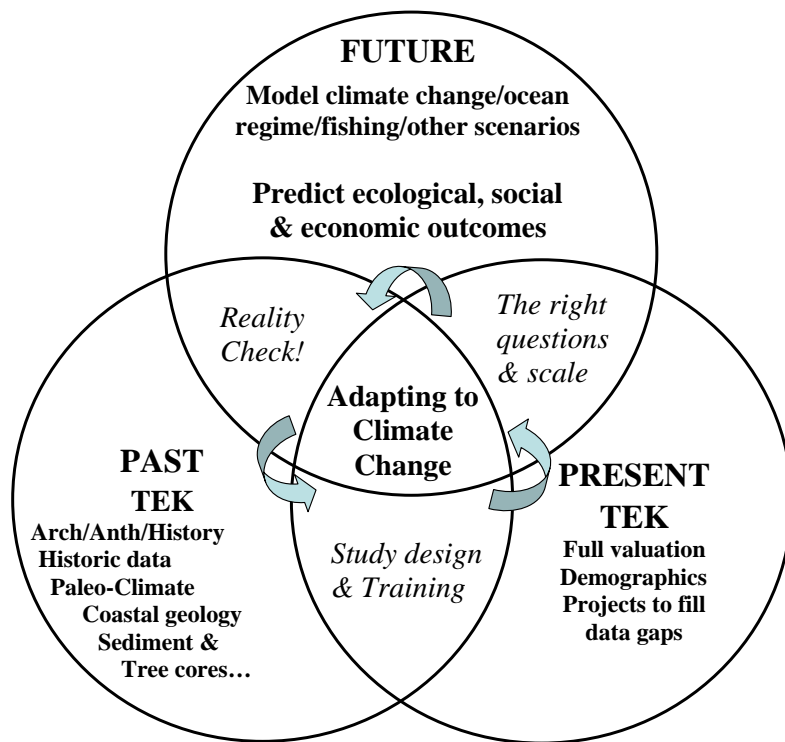 FUTURE
Model climate change/ocean
regime/fishing/other scenarios
Predict ecological, social
& economic outcomes
Reality
Check!
The right
questions
& scale
Adapting to
Climate
Change
PAST
TEK
Arch/Anth/History
Historic data
Paleo-Climate
Coastal geology
Sediment &
Tree cores…
Study design
& Training
PRESENT
TEK
Full valuation
Demographics
Projects to fill
data gaps